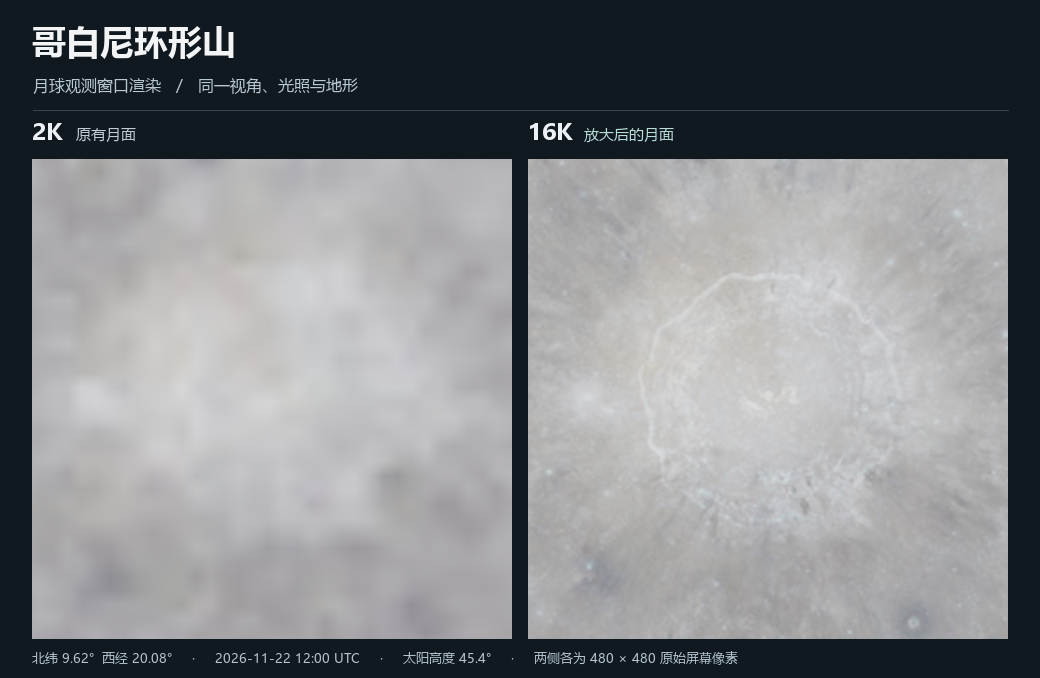 哥白尼环形山
月球观测窗口渲染 / 同一视角、光照与地形
2K 原有月面
16K 放大后的月面
北纬 9.62° 西经 20.08° · 2026-11-22 12:00 UTC · 太阳高度 45.4° · 两侧各为 480 × 480 原始屏幕像素